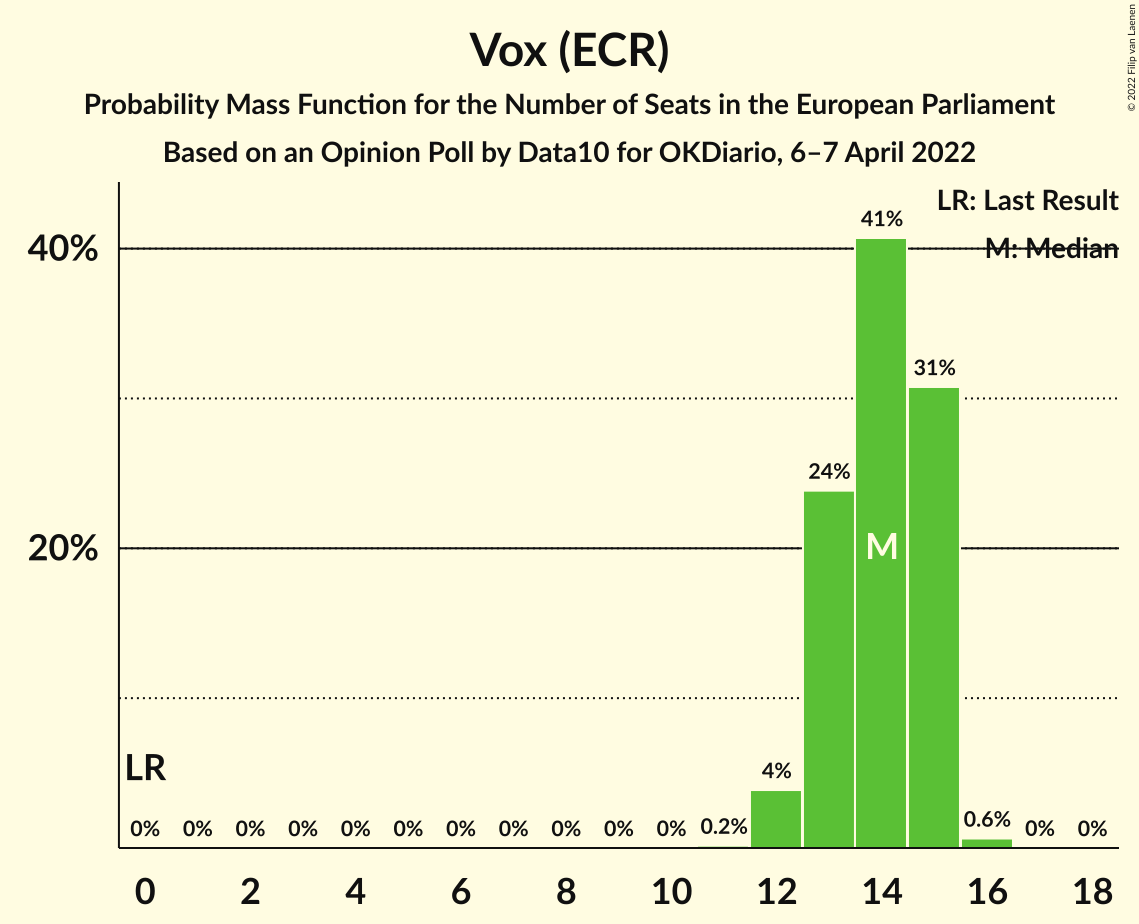 Vox (ECR)
Probability Mass Function for the Number of Seats in the European Parliament
Based on an Opinion Poll by Data10 for OKDiario, 6–7 April 2022
© 2022 Filip van Laenen
LR: Last Result
M: Median
40%
20%
41%
31%
24%
M
LR
4%
0% 0% 0% 0% 0% 0% 0% 0% 0% 0% 0% 0.2% 0.6% 0% 0%
0 2 4 6 8 10 12 14 16 18